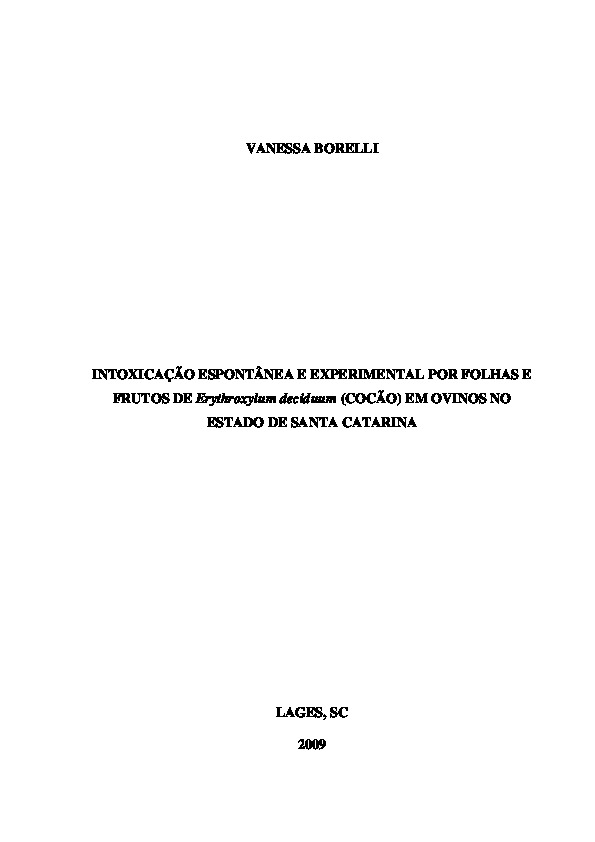 VANESSA BORELLI
INTOXICAÇÃO ESPONTÂNEA E EXPERIMENTAL POR FOLHAS E
FRUTOS DE Erythroxylum deciduum (COCÃO) EM OVINOS NO
ESTADO DE SANTA CATARINA
LAGES, SC
2009